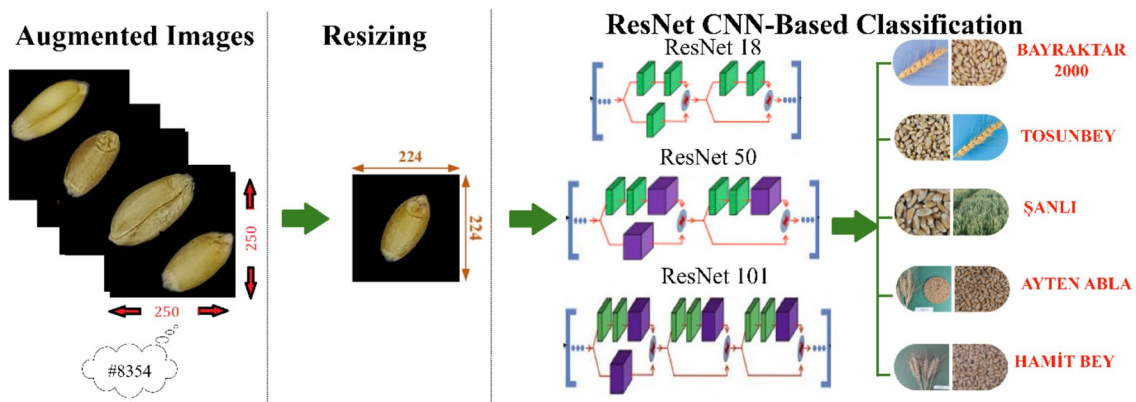 Augmented Images
Resizing
ResNet CNN-Based Classification
ResNet 18
ResNet 50
ResNet 101
250
250
#8354
224
224
BAYRAKTAR
2000
TOSUNBEY
ŞANLI
AYTEN ABLA
HAMİT BEY